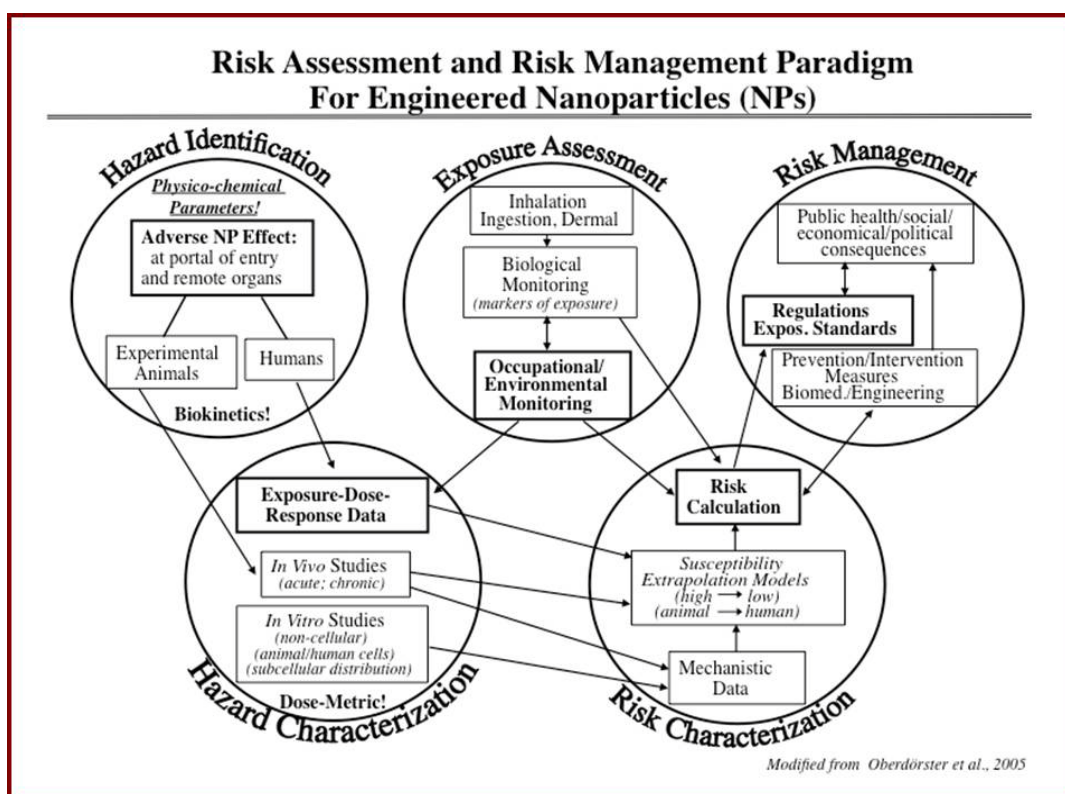 Risk Assessment and Risk Management Paradigm
For Engineered Nanoparticles (NPs)
Hazard Identification
Physico-chemical
Parameters!
Adverse NP Effect:
at portal of entry
and remote organs
Experimental
Animals
Humans
Biokinetics!
Exposure Assessment
Inhalation
Ingestion, Dermal
Biological
Monitoring
(markers of exposure)
Occupational/
Environmental
Monitoring
Risk Management
Public health/social/
economical/political
consequences
Regulations
Expos. Standards
Prevention/Intervention
Measures
Biomed./Engineering
Exposure-Dose-
Response Data
In Vivo Studies
(acute; chronic)
In Vitro Studies
(non-cellular)
(animal/human cells)
(subcellular distribution)
Dose-Metric!
Hazard Characterization
Risk
Calculation
Susceptibility
Extrapolation Models
(high → low)
(animal → human)
Mechanistic
Data
Risk Characterization
Modified from Oberdörster et al., 2005